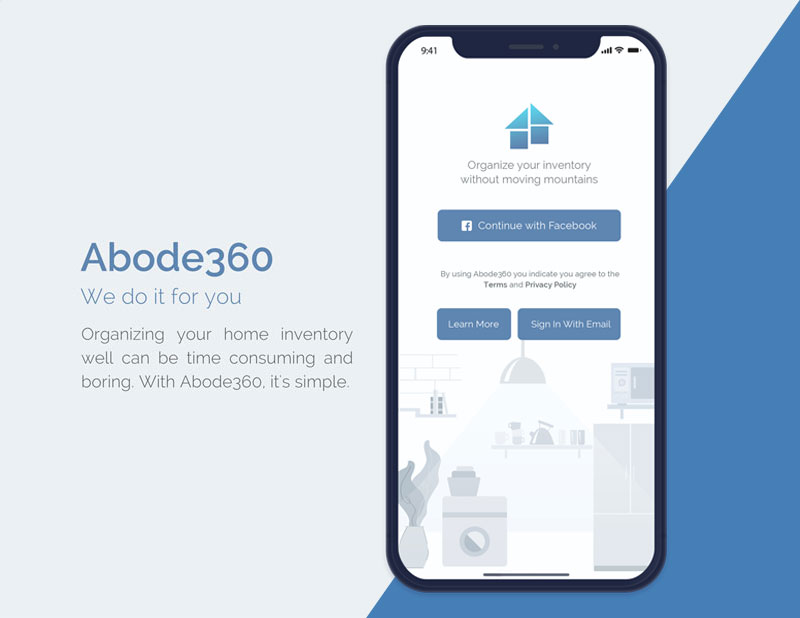 Abode360
We do it for you
Organizing your home inventory
well can be time consuming and
boring. With Abode360, it's simple.
9:41
Organize your inventory
without moving mountains
Continue with Facebook
By using Abode360 you indicate you agree to the
Terms and Privacy Policy
Learn More
Sign In With Email